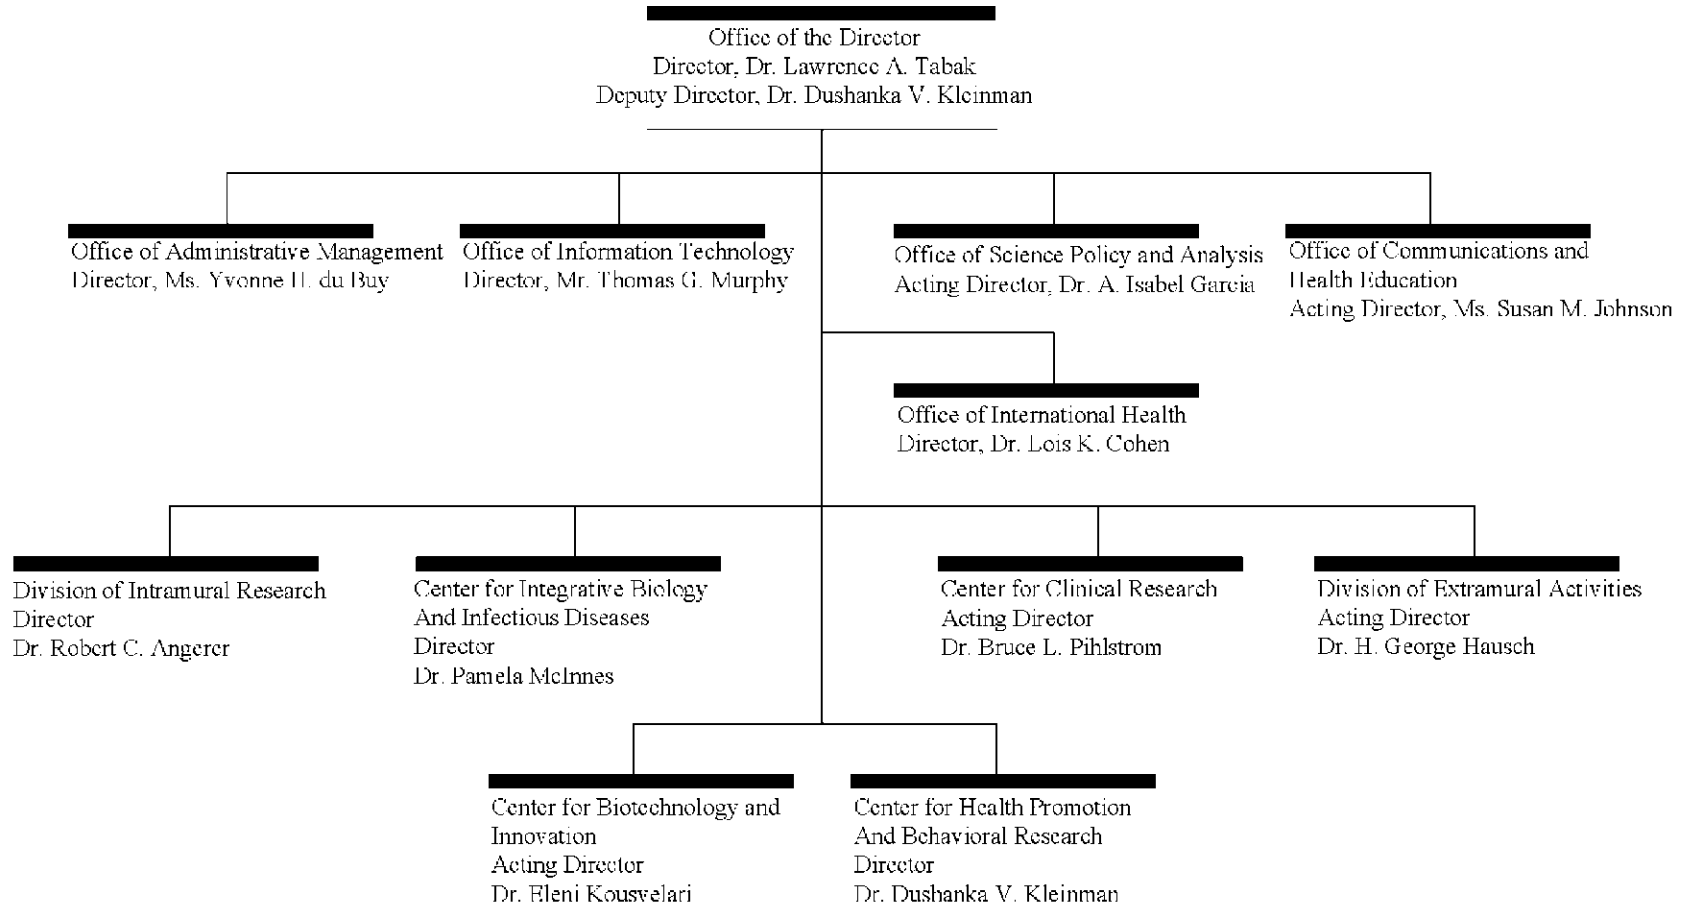 Office of the Director
Director, Dr. Lawrence A. Tabak
Deputy Director, Dr. Dushanka V. Kleinman
Office of Administrative Management
Director, Ms. Yvonne H. du Buy
Office of Information Technology
Director, Mr. Thomas G. Murphy
Office of Science Policy and Analysis
Acting Director, Dr. A. Isabel Garcia
Office of Communications and
Health Education
Acting Director, Ms. Susan M. Johnson
Office of International Health
Director, Dr. Lois K. Cohen
Division of Intramural Research
Director
Dr. Robert C. Angerer
Center for Integrative Biology
And Infectious Diseases
Director
Dr. Pamela McInnes
Center for Clinical Research
Acting Director
Dr. Bruce L. Pihlstrom
Division of Extramural Activities
Acting Director
Dr. H. George Hausch
Center for Biotechnology and
Innovation
Acting Director
Dr. Eleni Kousvelari
Center for Health Promotion
And Behavioral Research
Director
Dr. Dushanka V. Kleinman